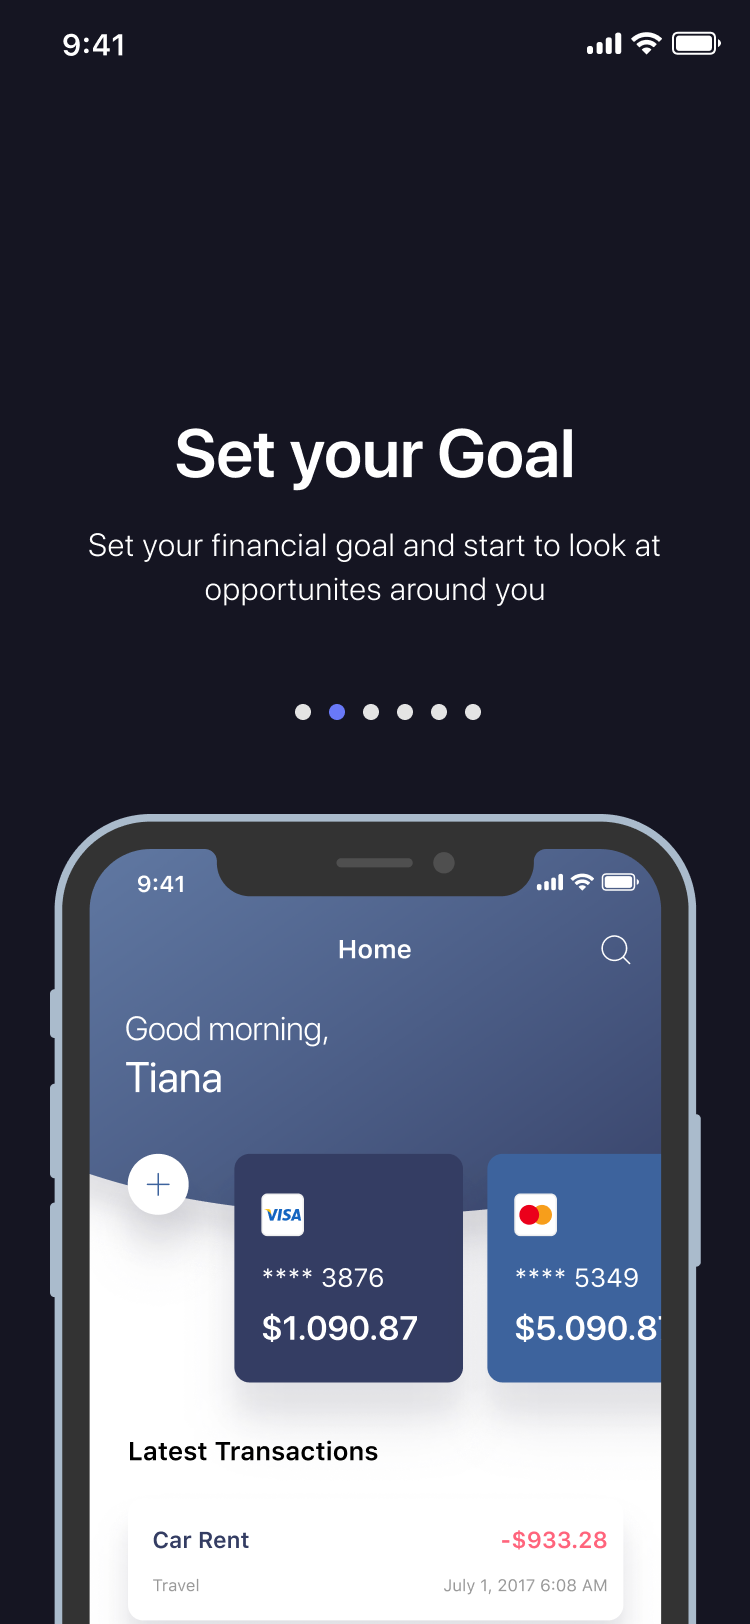 9:41
Set your Goal
Set your financial goal and start to look at
opportunites around you
9:41
Home
Good morning,
Tiana
VISA
**** 3876
**** 5349
$1.090.87
$5.090.8
Latest Transactions
Car Rent
-$933.28
Travel
July 1, 2017 6:08 AM